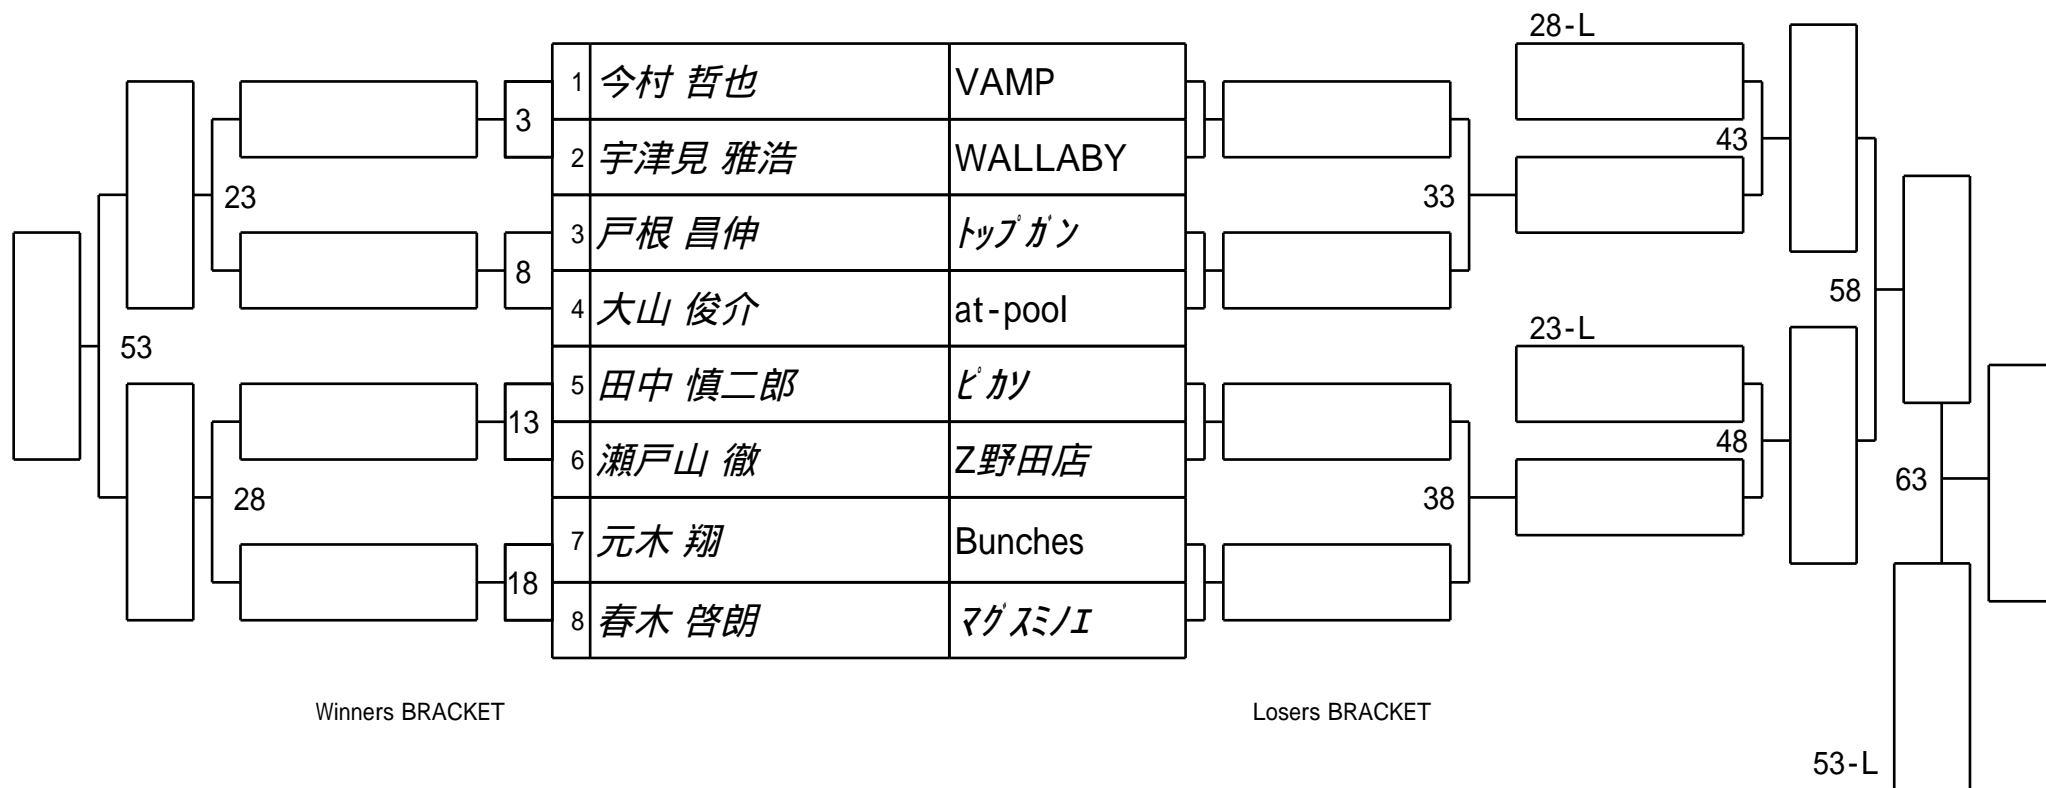 28-L
1 今村 哲也 VAMP
3
2 宇津見 雅浩 WALLABY
43
23
33
3 戸根 昌伸 ﾄｯﾌﾟｶﾞﾝ
8
4 大山 俊介 at-pool
58
53
23-L
5 田中 慎二郎 ﾋﾟｶｿ
13
6 瀬戸山 徹 Z野田店
48
28
38
63
7 元木 翔 Bunches
18
8 春木 啓朗 ﾏｸﾞｽﾐﾉｴ
Winners BRACKET
Losers BRACKET
53-L